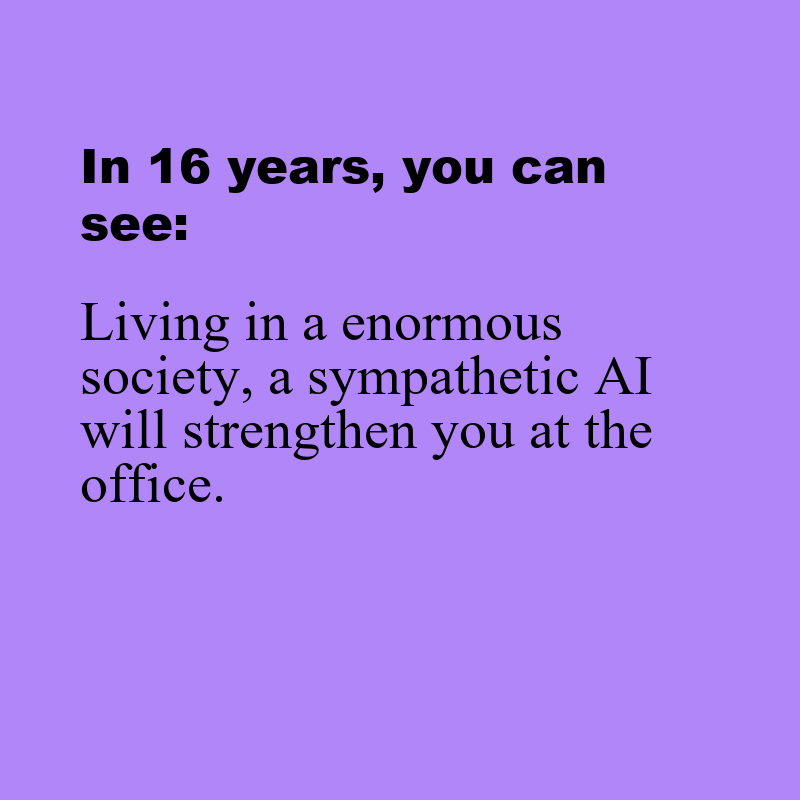 In 16 years, you can
see:
Living in a enormous
society, a sympathetic AI
will strengthen you at the
office.